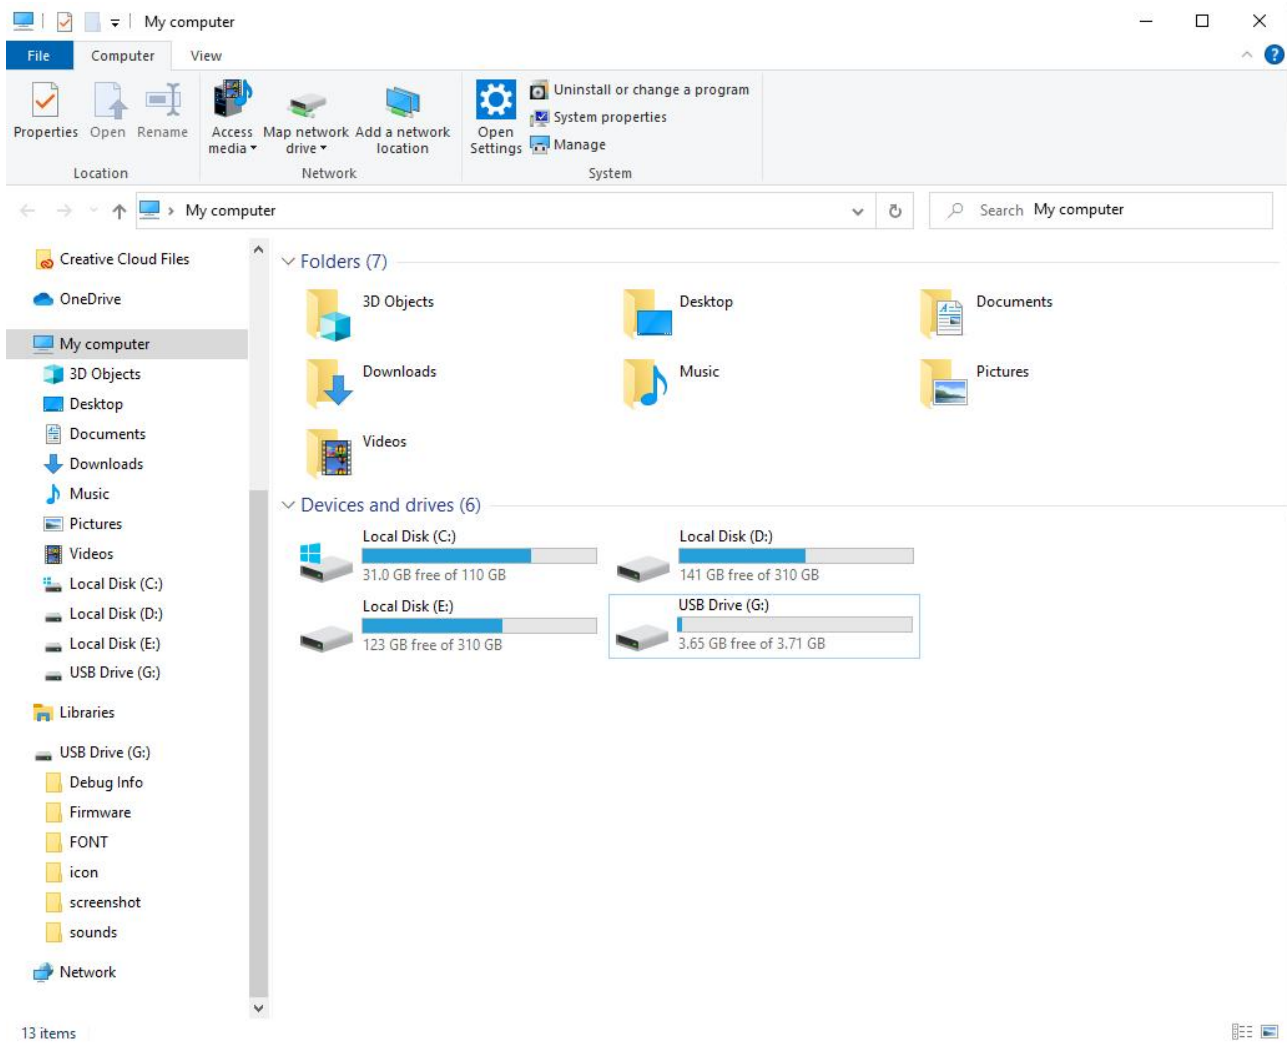 My computer
File Computer View
Properties Open Rename Access media Map network drive Add a network location Open Settings Uninstall or change a program
System properties
Manage
Location Network System
My computer Search My computer
Creative Cloud Files
OneDrive
My computer
3D Objects
Desktop
Documents
Downloads
Music
Pictures
Videos
Local Disk (C:)
Local Disk (D:)
Local Disk (E:)
USB Drive (G:)
Libraries
USB Drive (G:)
Debug Info
Firmware
FONT
icon
screenshot
sounds
Network
Folders (7)
3D Objects Desktop Documents
Downloads Music Pictures
Videos
Devices and drives (6)
Local Disk (C:) Local Disk (D:)
31.0 GB free of 110 GB 141 GB free of 310 GB
Local Disk (E:) USB Drive (G:)
123 GB free of 310 GB 3.65 GB free of 3.71 GB
13 items